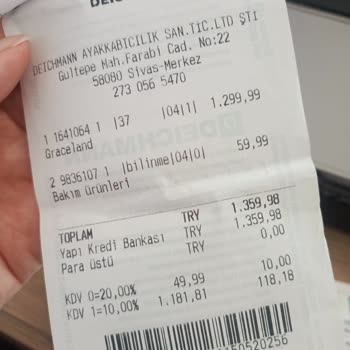 DEICHMANN
DEICHMANN AYAKKABICILIK SAN.TIC.LTD ŞTI
Gultepe Mah.Farabi Cad. No:22
58080 Sivas-Merkez
273 056 5470
1 1641064 1 |37 |04|1| 1.299,99
Graceland
2 9836107 1 |bilinme|04|0| 59,99
Bakım ürünleri
TOPLAM TRY 1.359,98
Yapı Kredi Bankası TRY 1.359,98
Para üstü TRY 0,00
KDV 0=20,00% 49,99 10,00
KDV 1=10,00% 1.181,81 118,18